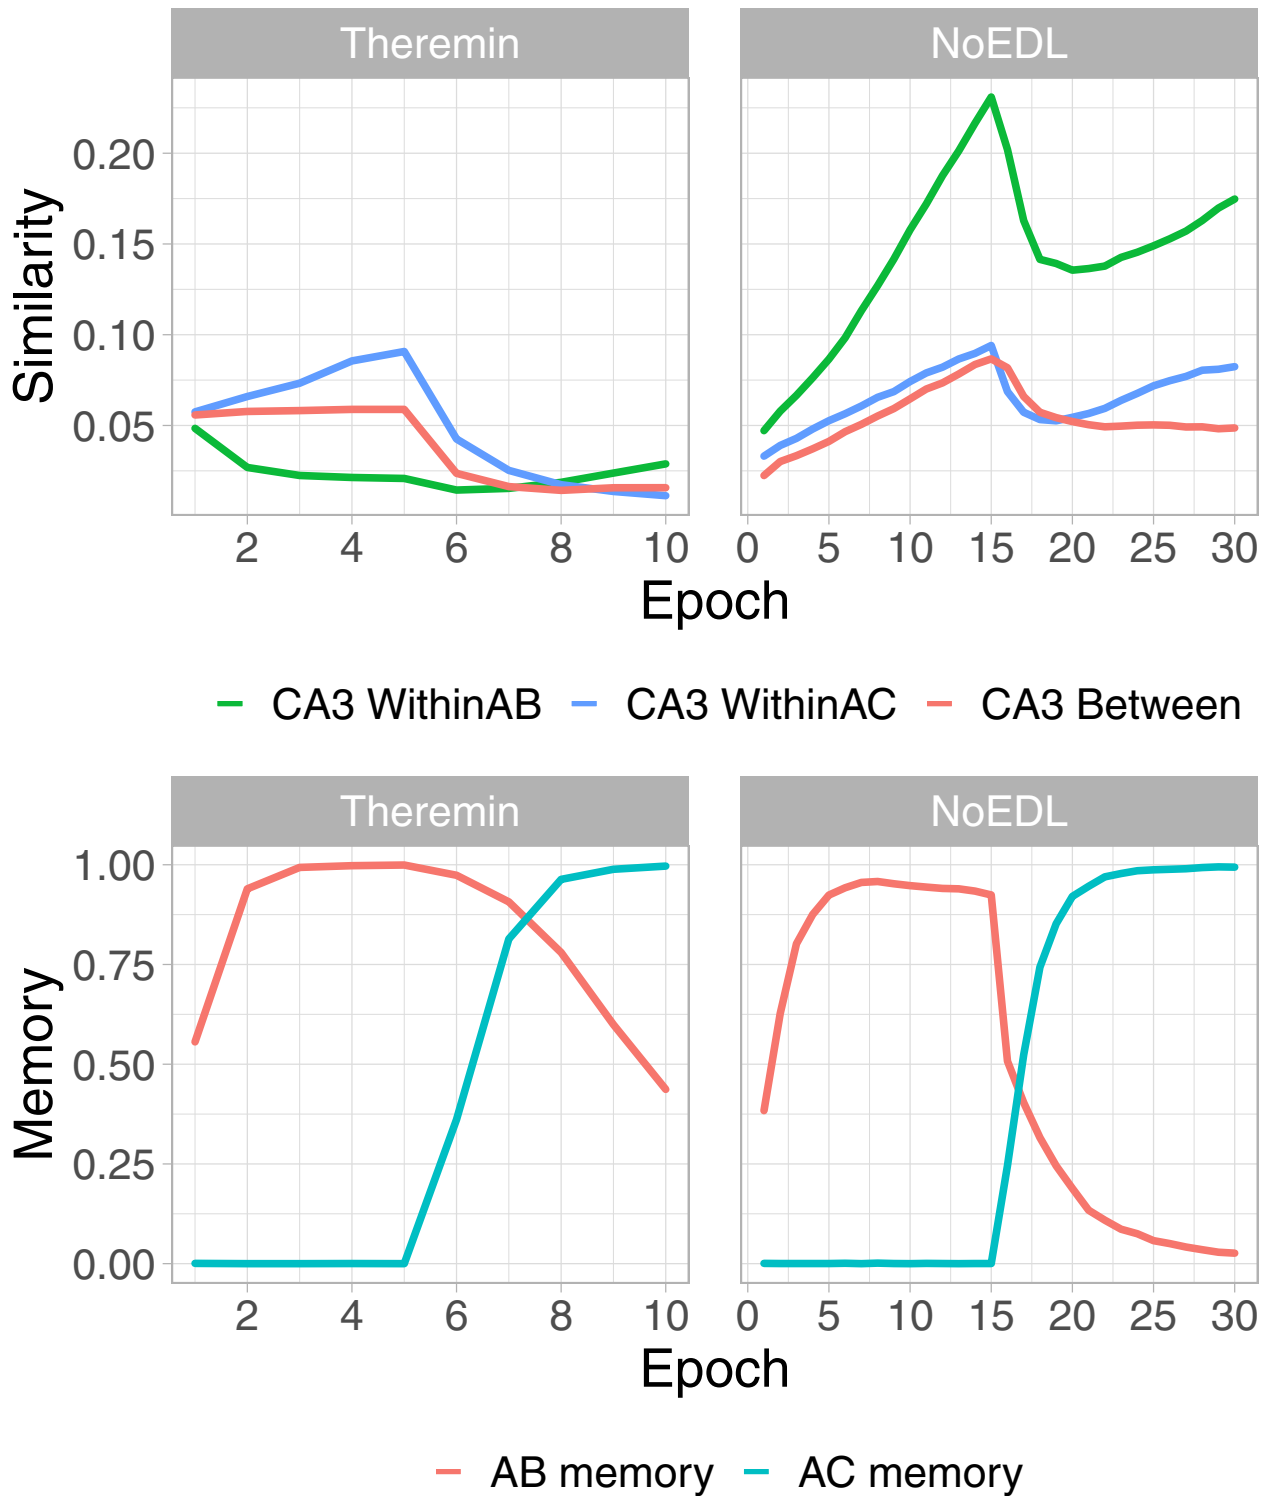 Theremin NoEDL
Similarity
0.20
0.15
0.10
0.05
2 4 6 8 10 0 5 10 15 20 25 30
Epoch
CA3 WithinAB CA3 WithinAC CA3 Between
Theremin NoEDL
Memory
1.00
0.75
0.50
0.25
0.00
2 4 6 8 10 0 5 10 15 20 25 30
Epoch
AB memory AC memory